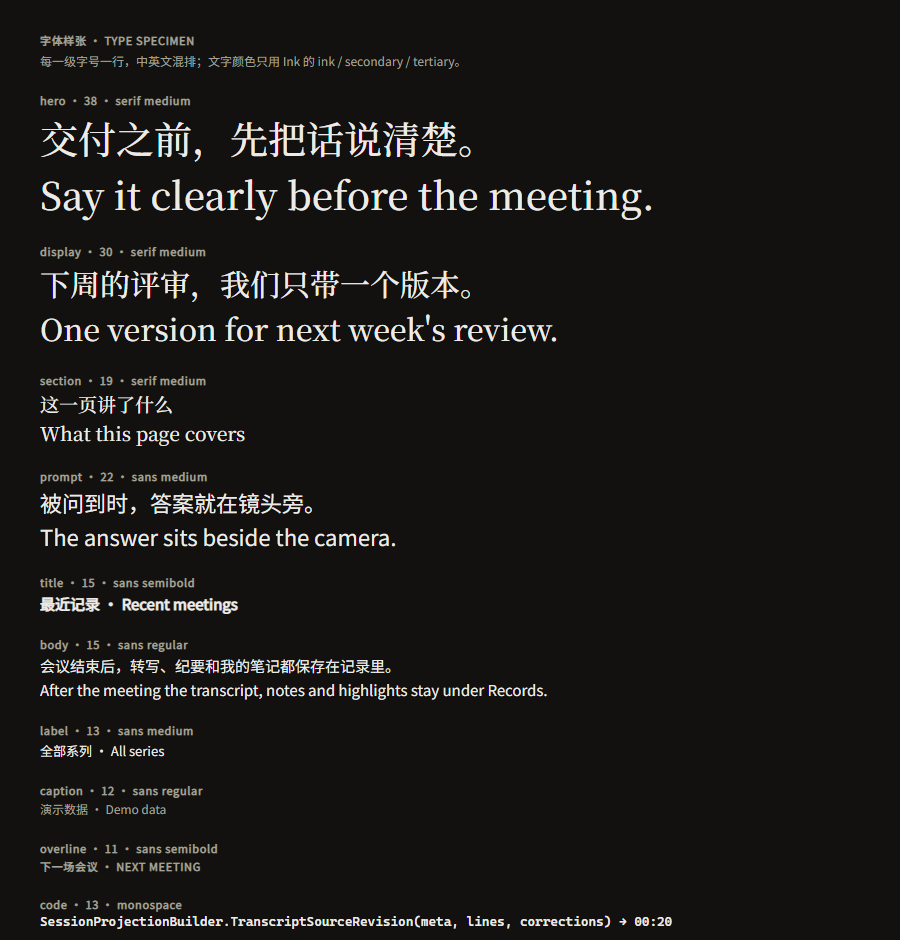 字体样张 · TYPE SPECIMEN
每一级字号一行，中英文混排；文字颜色只用 Ink 的 ink / secondary / tertiary。
hero · 38 · serif medium
交付之前，先把话说清楚。
Say it clearly before the meeting.
display · 30 · serif medium
下周的评审，我们只带一个版本。
One version for next week's review.
section · 19 · serif medium
这一页讲了什么
What this page covers
prompt · 22 · sans medium
被问到时，答案就在镜头旁。
The answer sits beside the camera.
title · 15 · sans semibold
最近记录 · Recent meetings
body · 15 · sans regular
会议结束后，转写、纪要和我的笔记都保存在记录里。
After the meeting the transcript, notes and highlights stay under Records.
label · 13 · sans medium
全部系列 · All series
caption · 12 · sans regular
演示数据 · Demo data
overline · 11 · sans semibold
下一场会议 · NEXT MEETING
code · 13 · monospace
SessionProjectionBuilder.TranscriptSourceRevision(meta, lines, corrections) → 00:20